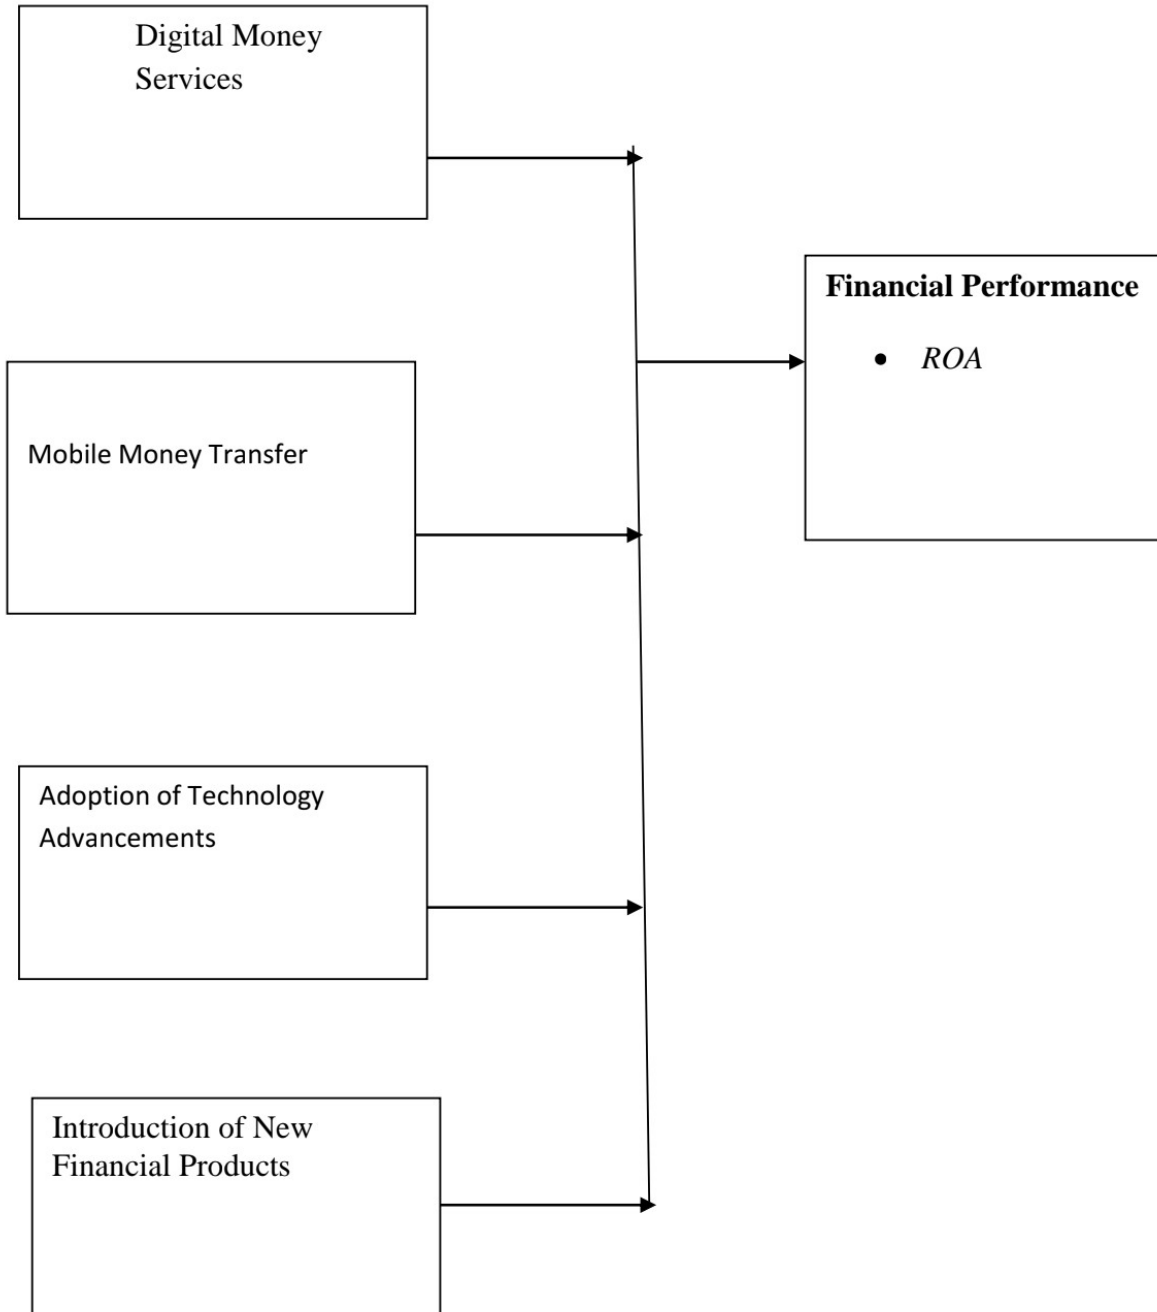 Digital Money
Services
Financial Performance
• ROA
Mobile Money Transfer
Adoption of Technology
Advancements
Introduction of New
Financial Products